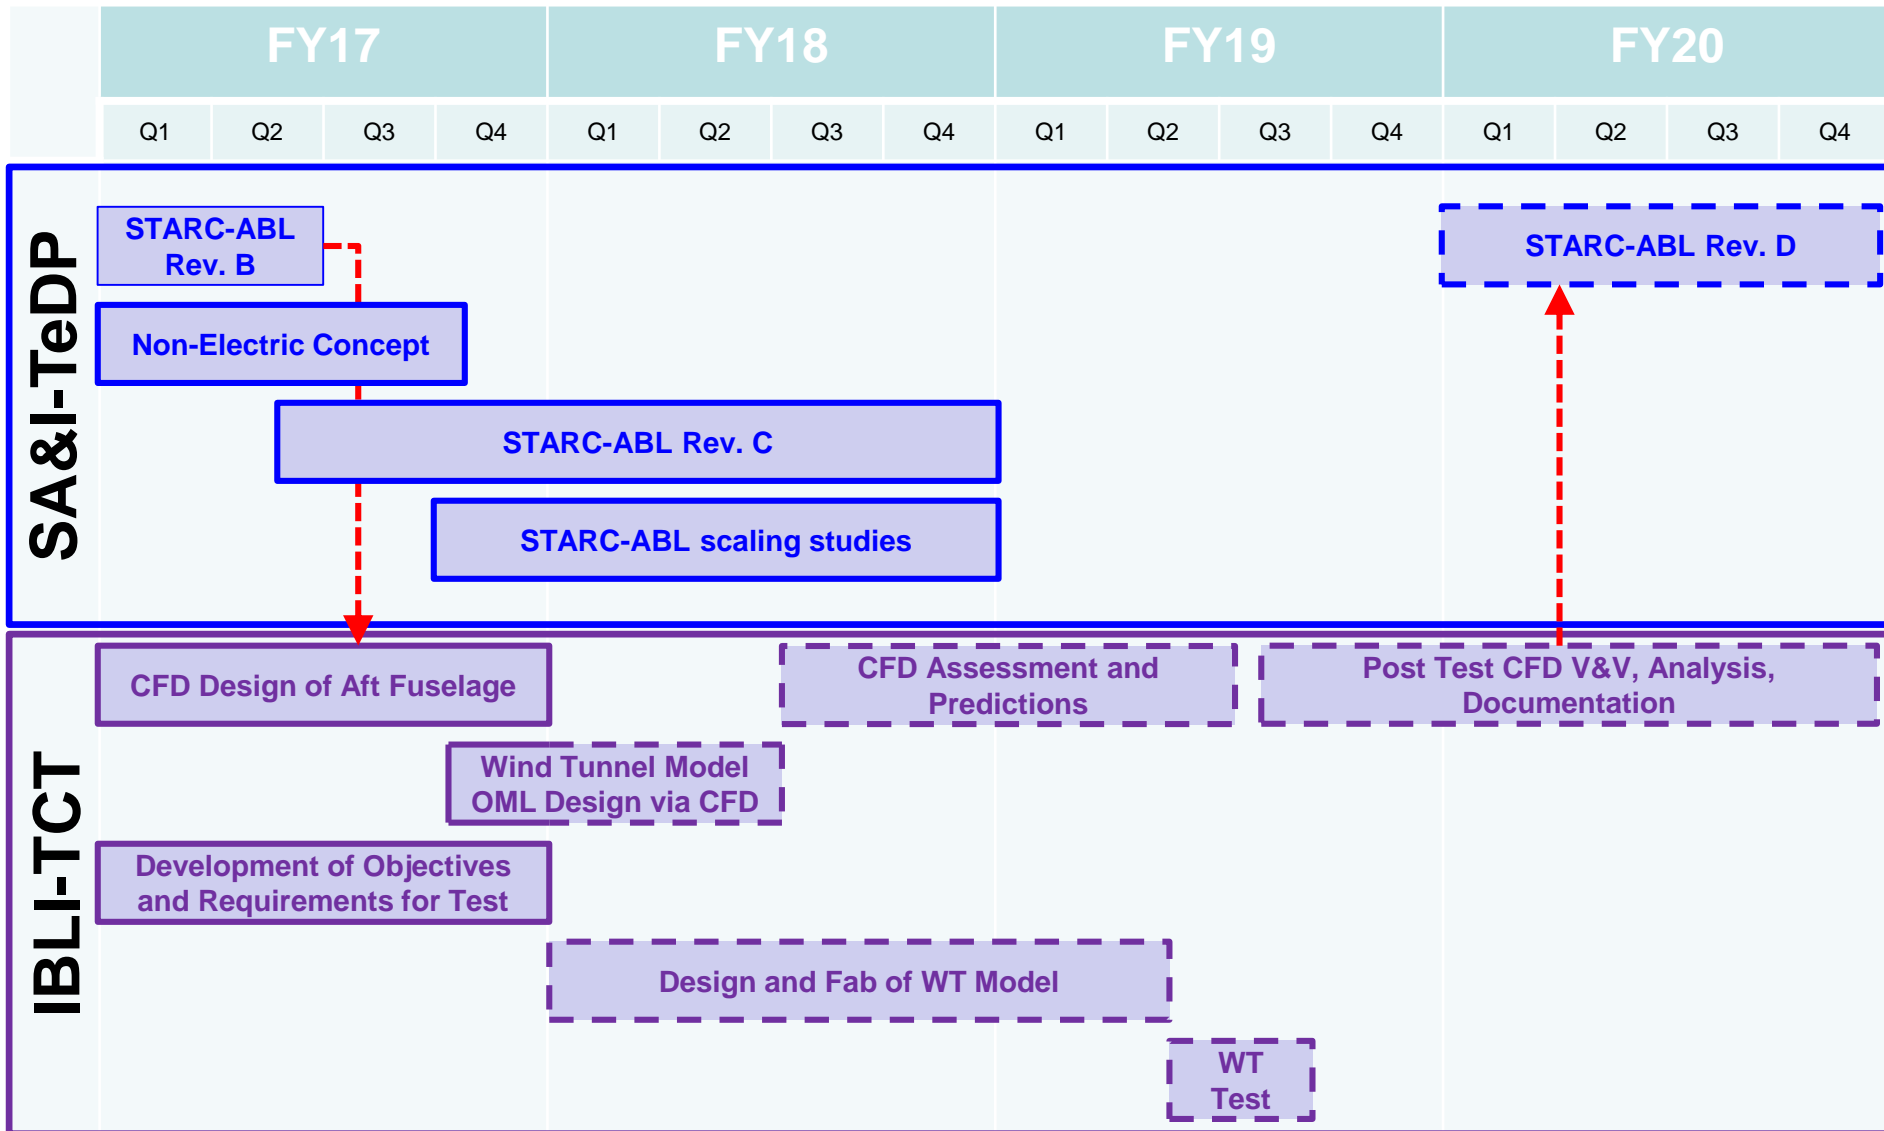 FY17 FY18 FY19 FY20
Q1 Q2 Q3 Q4 Q1 Q2 Q3 Q4 Q1 Q2 Q3 Q4 Q1 Q2 Q3 Q4
SA&I-TeDP
STARC-ABL
Rev. B
STARC-ABL Rev. D
Non-Electric Concept
STARC-ABL Rev. C
STARC-ABL scaling studies
IBLI-TCT
CFD Design of Aft Fuselage
CFD Assessment and
Predictions
Post Test CFD V&V, Analysis,
Documentation
Wind Tunnel Model
OML Design via CFD
Development of Objectives
and Requirements for Test
Design and Fab of WT Model
WT
Test